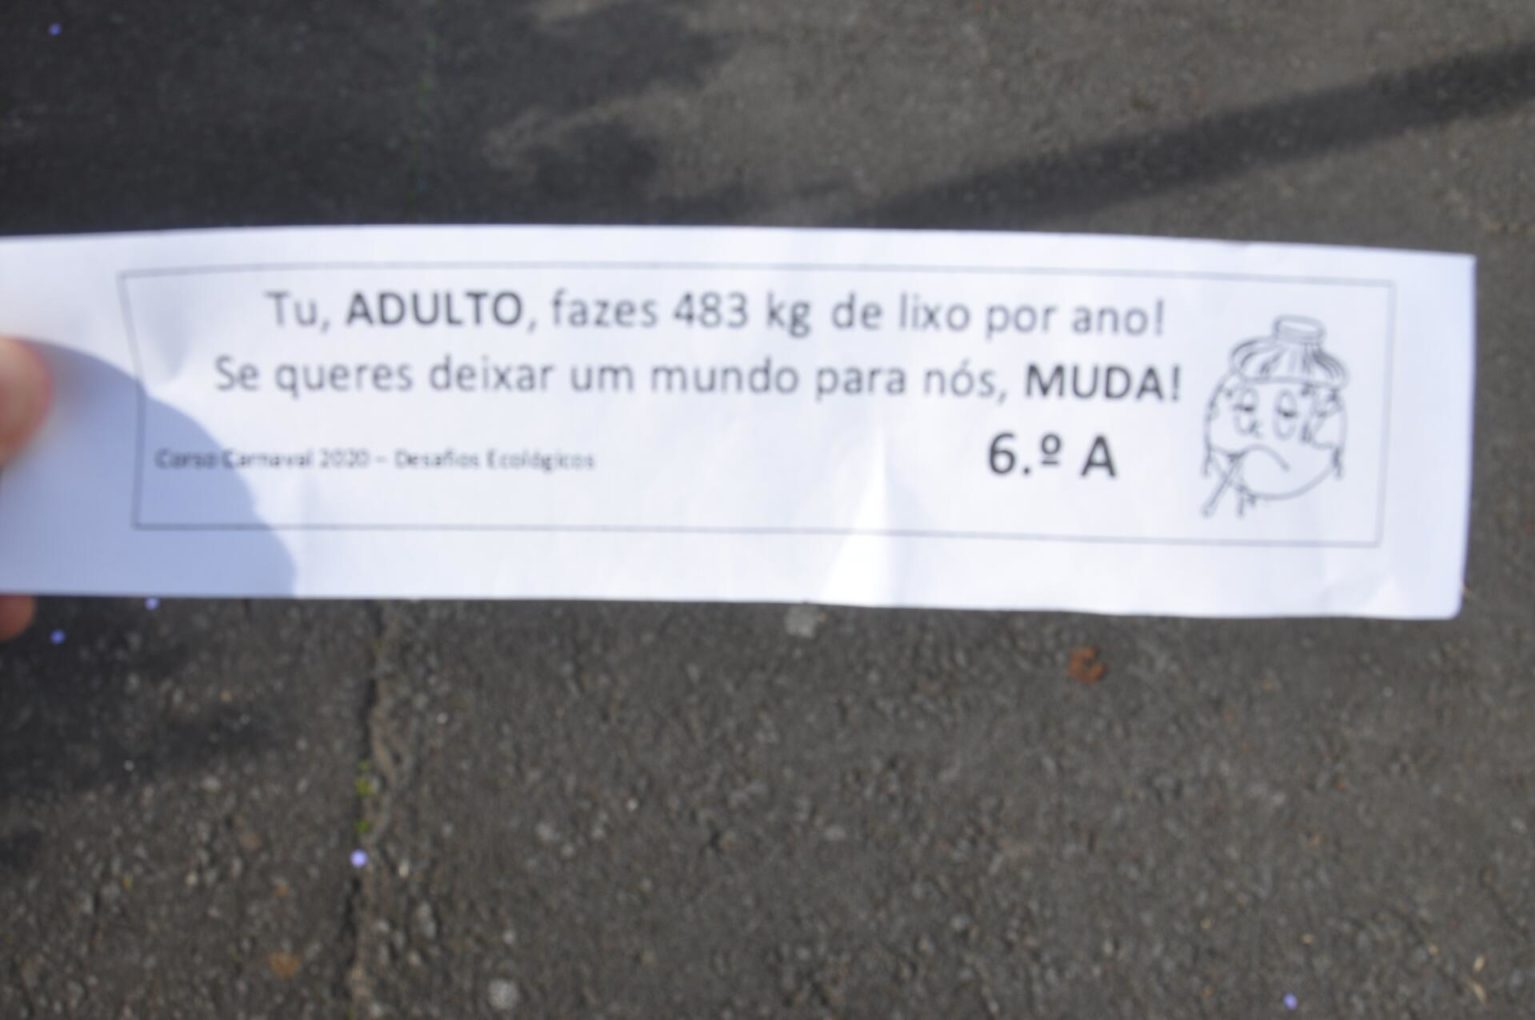 Tu, ADULTO, fazes 483 kg de lixo por ano!
Se queres deixar um mundo para nós, MUDA!
6.º A
Corso Carnaval 2020 – Desafios Ecológicos